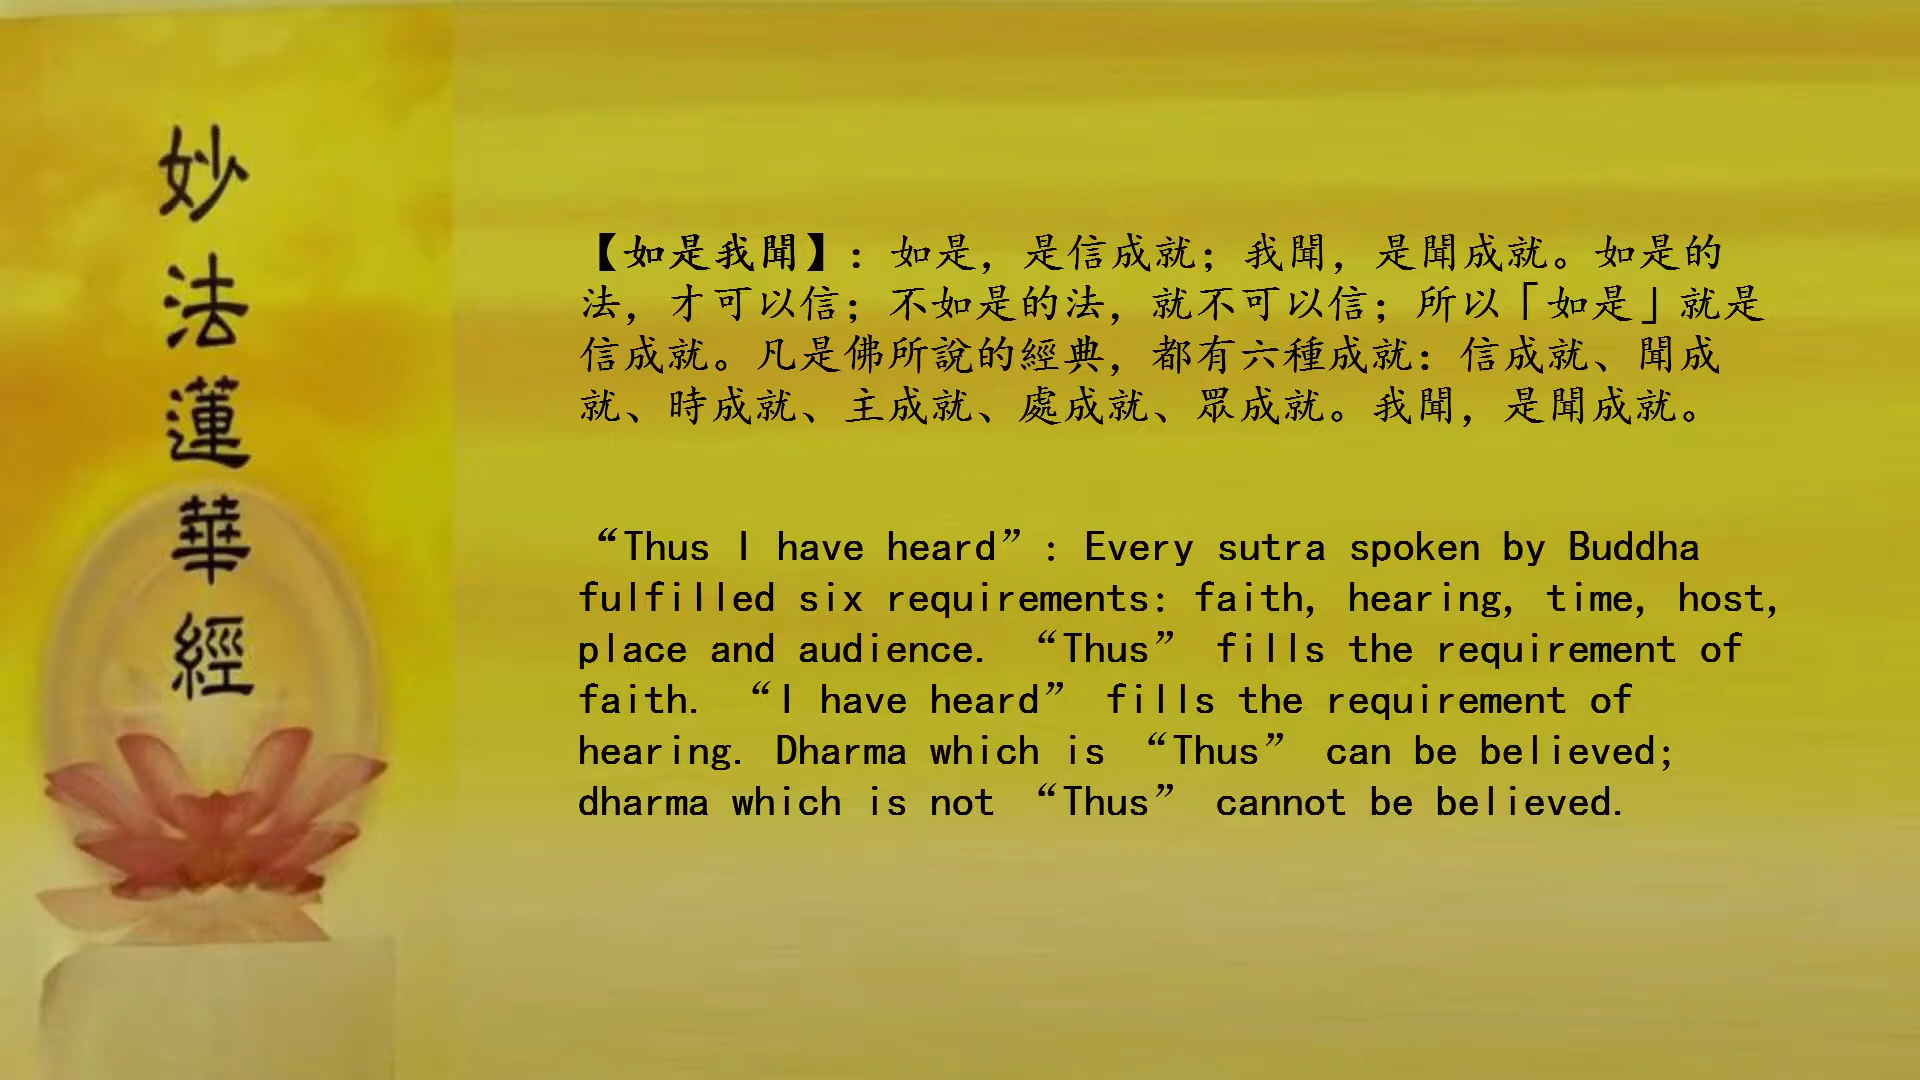 妙法蓮華經
【如是我聞】：如是，是信成就；我聞，是聞成就。如是的
法，才可以信；不如是的法，就不可以信；所以「如是」就是
信成就。凡是佛所說的經典，都有六種成就：信成就、聞成
就、時成就、主成就、處成就、眾成就。我聞，是聞成就。
“Thus I have heard”: Every sutra spoken by Buddha
fulfilled six requirements: faith, hearing, time, host,
place and audience. “Thus” fills the requirement of
faith. “I have heard” fills the requirement of
hearing. Dharma which is “Thus” can be believed;
dharma which is not “Thus” cannot be believed.